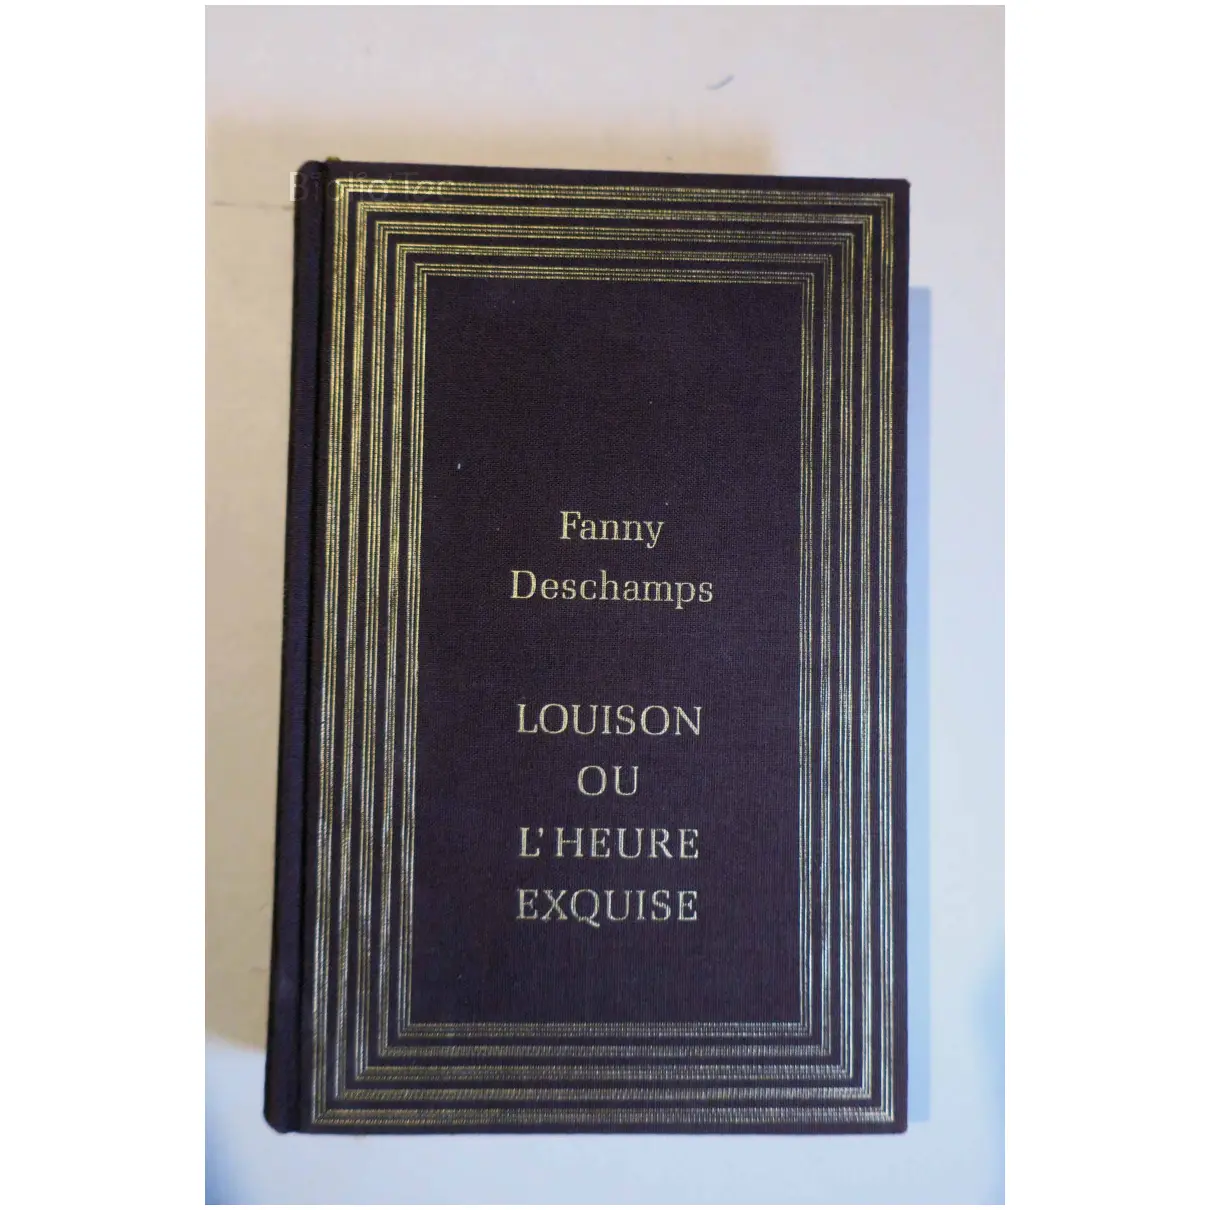 Fanny
Deschamps
LOUISON
OU
L'HEURE
EXQUISE